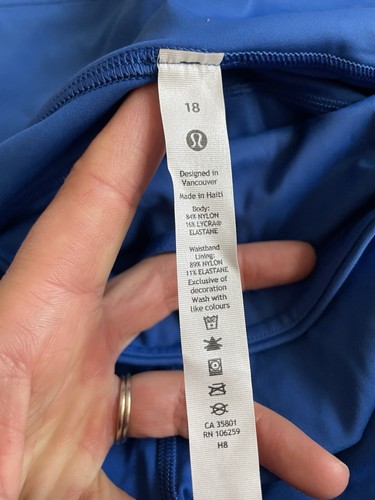 18
Designed in
Vancouver
Made in Haiti
Body:
84% NYLON
16% LYCRA®
ELASTANE
Waistband
Lining:
89% NYLON
11% ELASTANE
Exclusive of
decoration
Wash with
like colours
CA 35801
RN 106259
H8